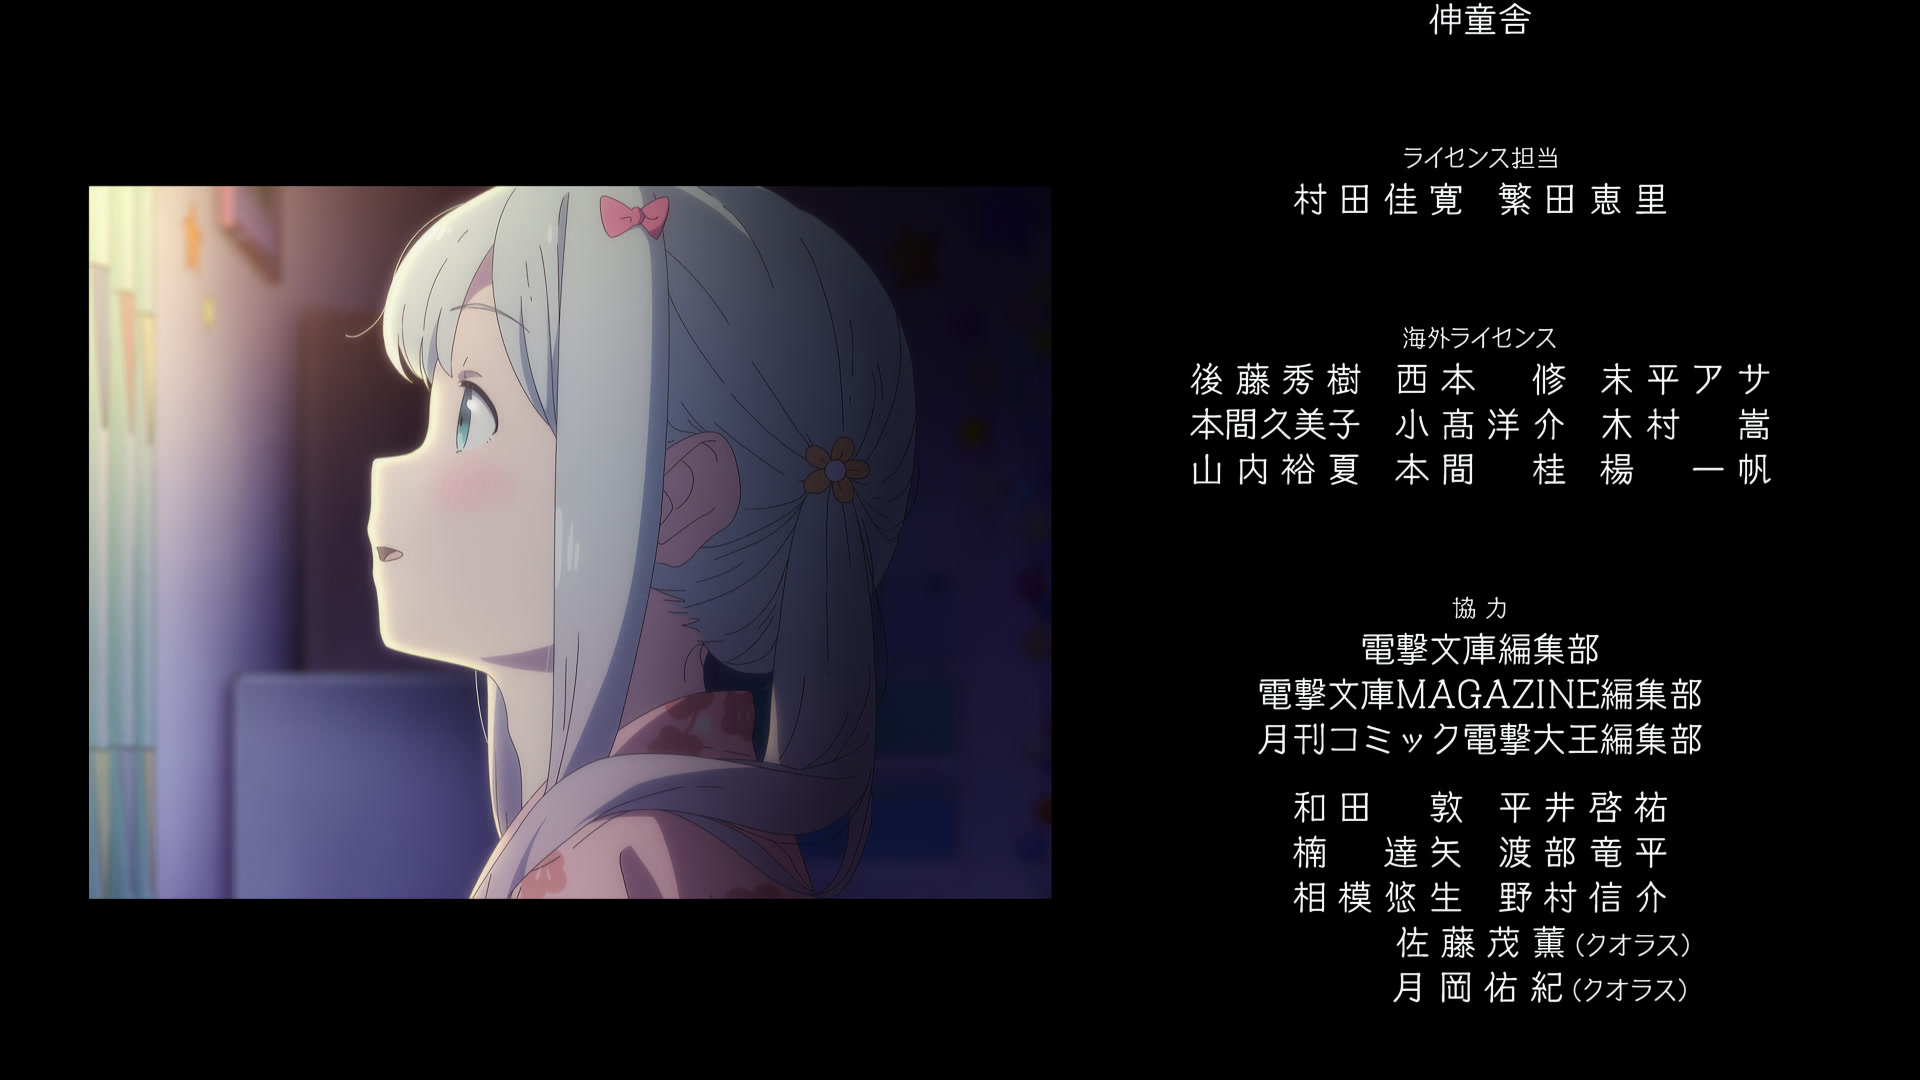 伸童舎
ライセンス担当
村田佳寛 繁田恵里
海外ライセンス
後藤秀樹 西本 修 末平アサ
本間久美子 小髙洋介 木村 嵩
山内裕夏 本間 桂 楊 一帆
協力
電撃文庫編集部
電撃文庫MAGAZINE編集部
月刊コミック電撃大王編集部
和田 敦 平井啓祐
楠 達矢 渡部竜平
相模悠生 野村信介
佐藤茂薫(クオラス)
月岡佑紀(クオラス)